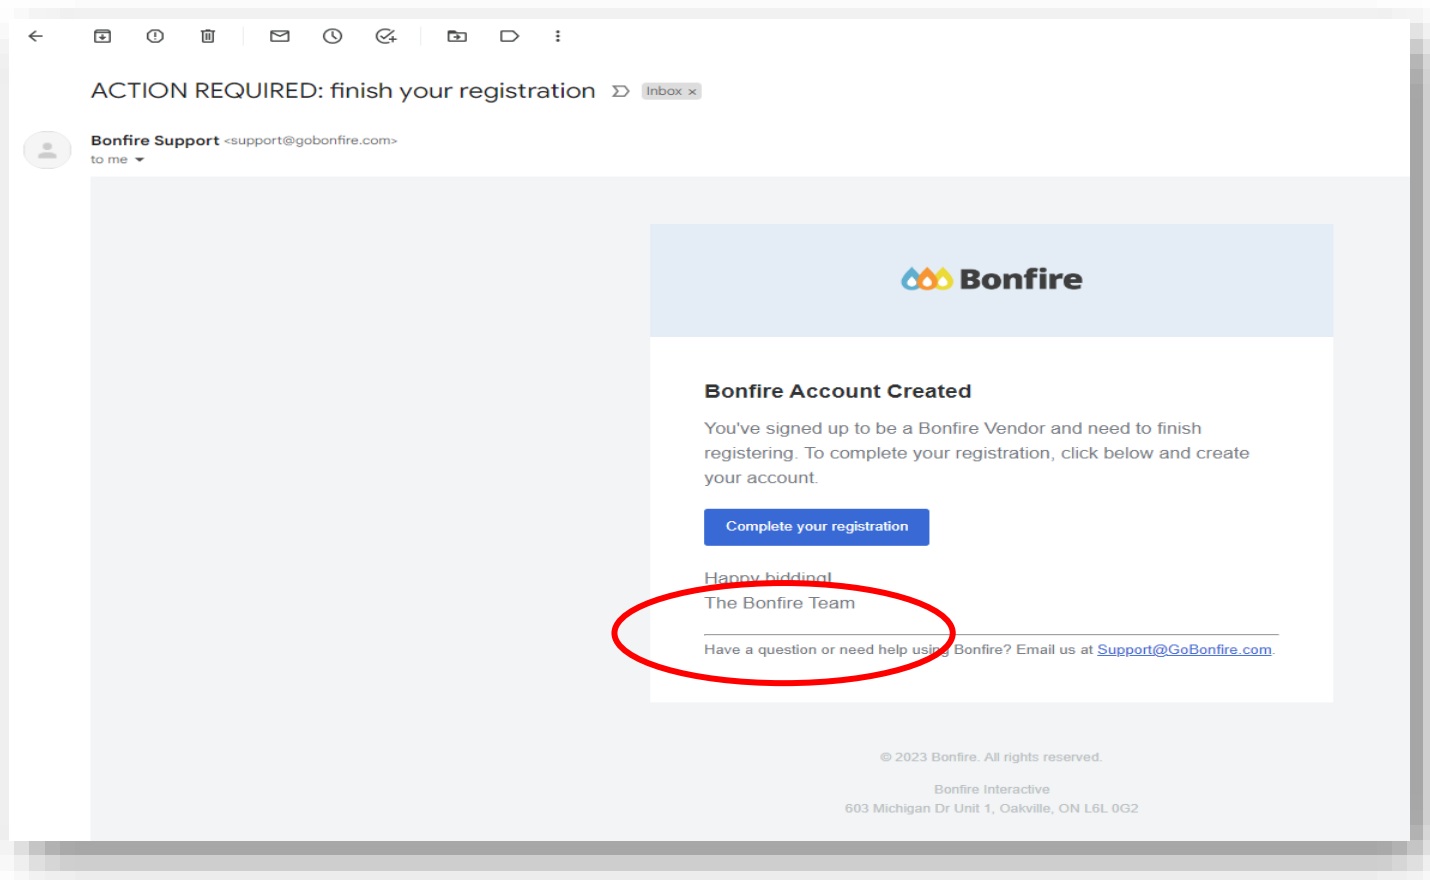 ACTION REQUIRED: finish your registration Inbox ×
Bonfire Support <support@gobonfire.com>
to me
Bonfire
Bonfire Account Created
You've signed up to be a Bonfire Vendor and need to finish
registering. To complete your registration, click below and create
your account.
Complete your registration
Happy bidding!
The Bonfire Team
Have a question or need help using Bonfire? Email us at Support@GoBonfire.com.
© 2023 Bonfire. All rights reserved.
Bonfire Interactive
603 Michigan Dr Unit 1, Oakville, ON L6L 0G2